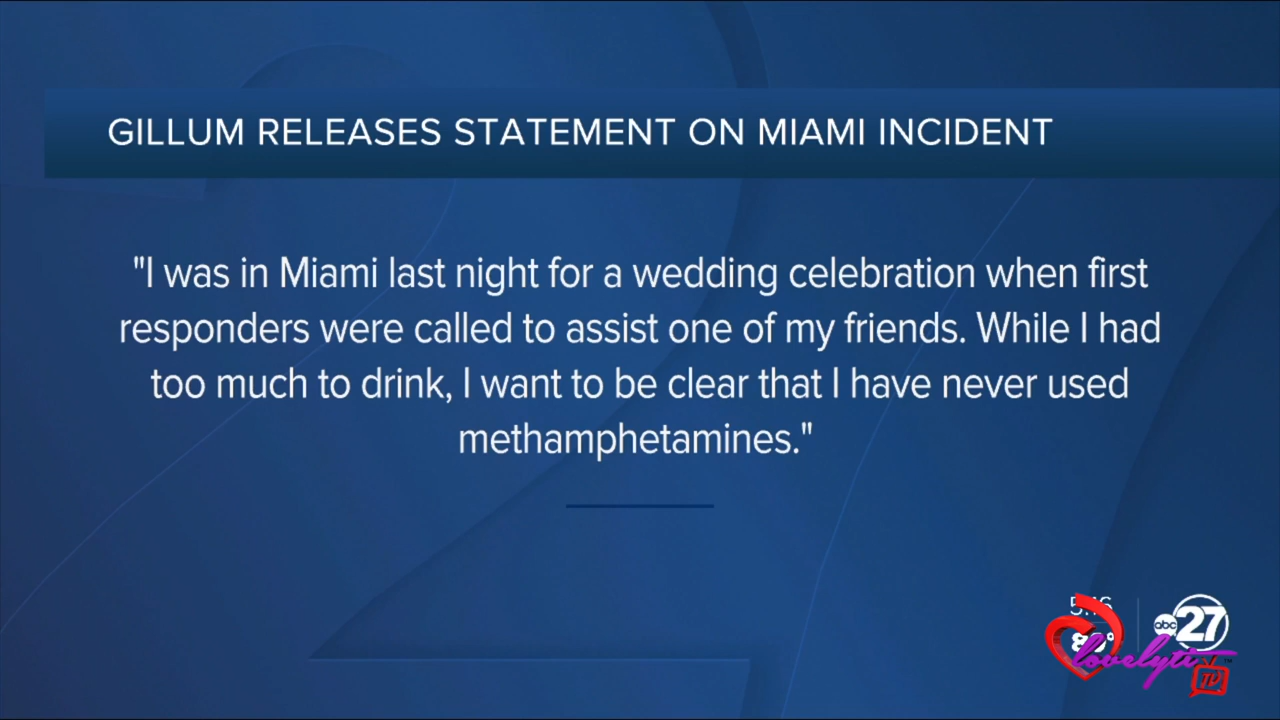 GILLUM RELEASES STATEMENT ON MIAMI INCIDENT
"I was in Miami last night for a wedding celebration when first
responders were called to assist one of my friends. While I had
too much to drink, I want to be clear that I have never used
methamphetamines."
abc 27
lovelyti
TV